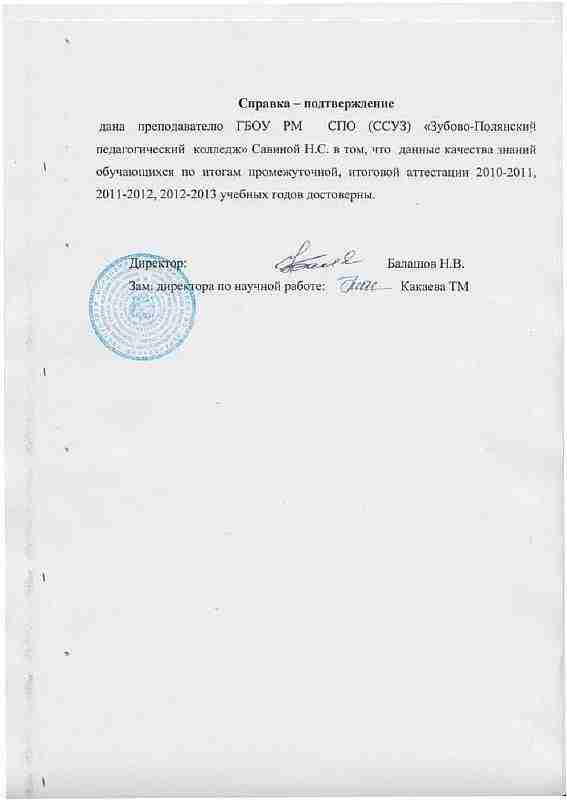 Справка – подтверждение
дана преподавателю ГБОУ РМ СПО (ССУЗ) «Зубово-Полянский
педагогический колледж» Савиной Н.С. в том, что данные качества знаний
обучающихся по итогам промежуточной, итоговой аттестации 2010-2011,
2011-2012, 2012-2013 учебных годов достоверны.
Директор: Балашов Н.В.
Зам. директора по научной работе: Какаева ТМ